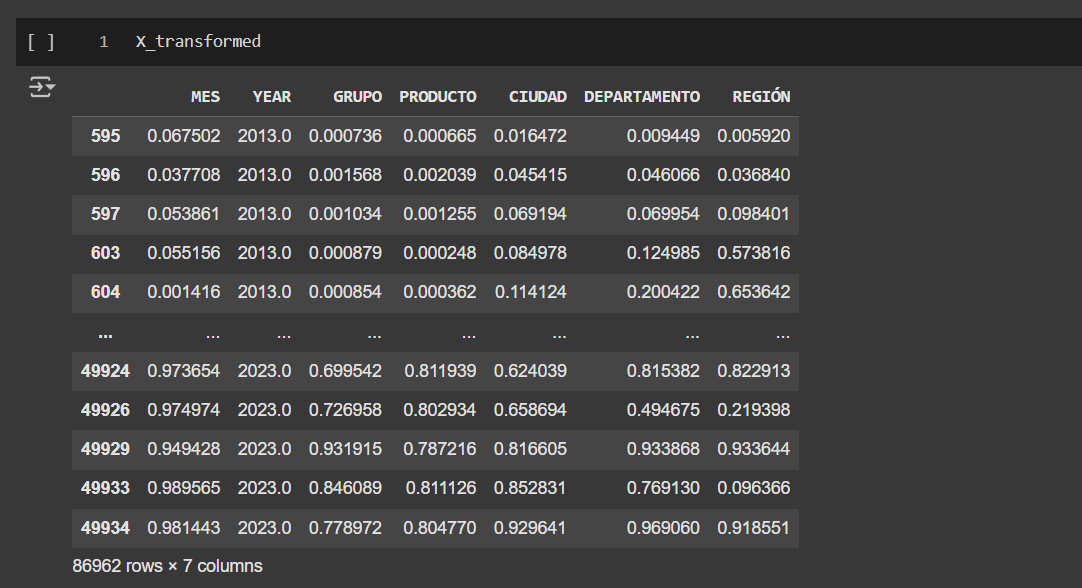 [ ] 1 X_transformed
MES YEAR GRUPO PRODUCTO CIUDAD DEPARTAMENTO REGIÓN
595 0.067502 2013.0 0.000736 0.000665 0.016472 0.009449 0.005920
596 0.037708 2013.0 0.001568 0.002039 0.045415 0.046066 0.036840
597 0.053861 2013.0 0.001034 0.001255 0.069194 0.069954 0.098401
603 0.055156 2013.0 0.000879 0.000248 0.084978 0.124985 0.573816
604 0.001416 2013.0 0.000854 0.000362 0.114124 0.200422 0.653642
... ... ... ... ... ... ... ...
49924 0.973654 2023.0 0.699542 0.811939 0.624039 0.815382 0.822913
49926 0.974974 2023.0 0.726958 0.802934 0.658694 0.494675 0.219398
49929 0.949428 2023.0 0.931915 0.787216 0.816605 0.933868 0.933644
49933 0.989565 2023.0 0.846089 0.811126 0.852831 0.769130 0.096366
49934 0.981443 2023.0 0.778972 0.804770 0.929641 0.969060 0.918551
86962 rows × 7 columns